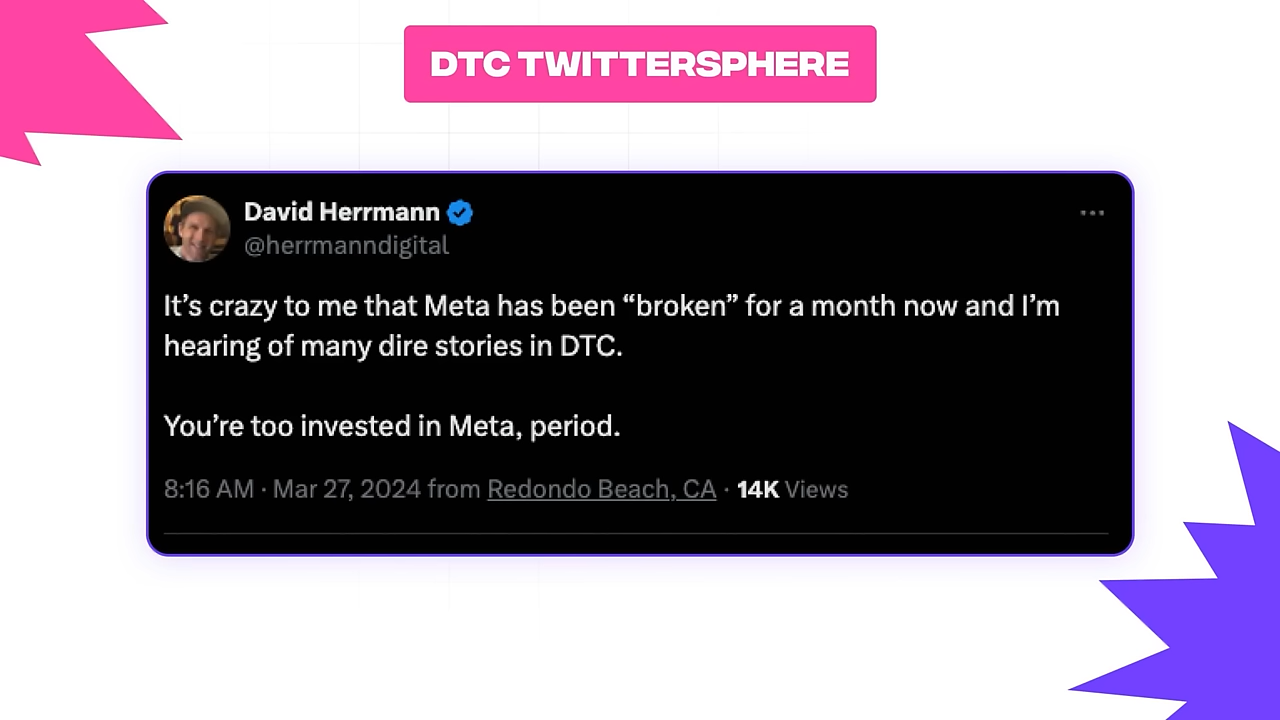 DTC TWITTERSPHERE
David Herrmann
@herrmanndigital
It’s crazy to me that Meta has been “broken” for a month now and I’m
hearing of many dire stories in DTC.
You’re too invested in Meta, period.
8:16 AM · Mar 27, 2024 from Redondo Beach, CA · 14K Views